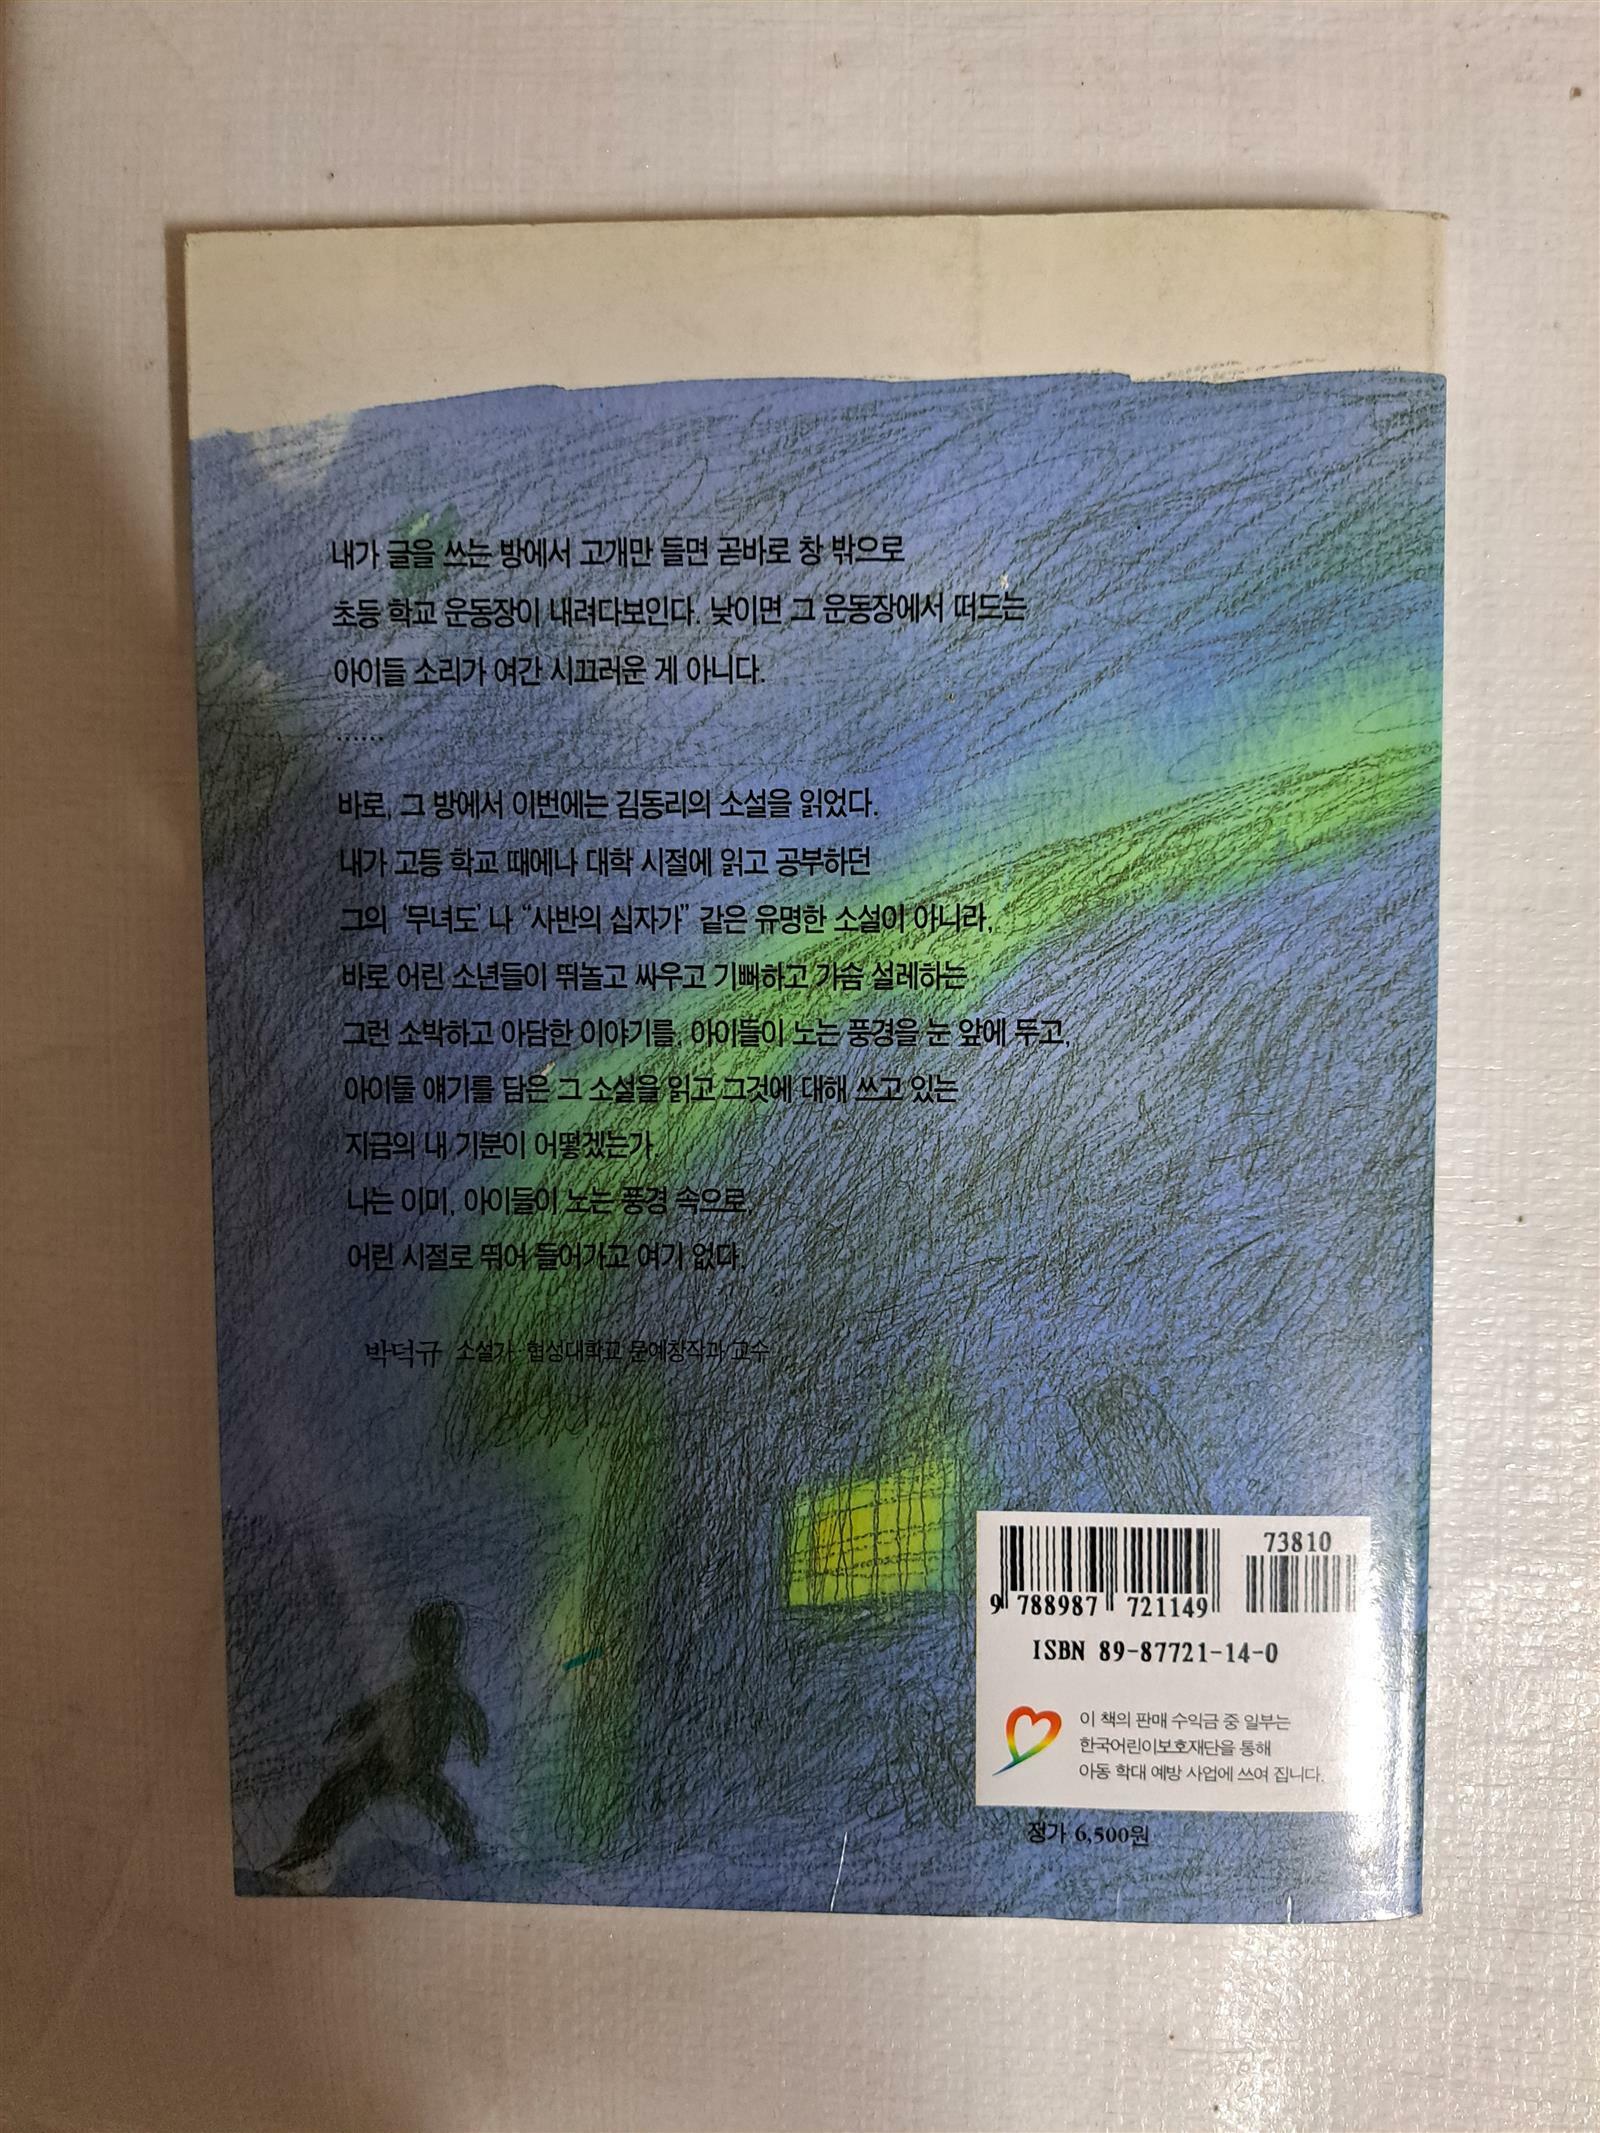 내가 글을 쓰는 방에서 고개만 들면 곧바로 창 밖으로
초등 학교 운동장이 내려다보인다. 낮이면 그 운동장에서 떠드는
아이들 소리가 여간 시끄러운 게 아니다.
......
바로, 그 방에서 이번에는 김동리의 소설을 읽었다.
내가 고등 학교 때에나 대학 시절에 읽고 공부하던
그의 '무녀도' 나 “사반의 십자가” 같은 유명한 소설이 아니라,
바로 어린 소년들이 뛰놀고 싸우고 기뻐하고 가슴 설레하는
그런 소박하고 아담한 이야기를, 아이들이 노는 풍경을 눈 앞에 두고,
아이들 얘기를 담은 그 소설을 읽고 그것에 대해 쓰고 있는
지금의 내 기분이 어떻겠는가.
나는 이미, 아이들이 노는 풍경 속으로,
어린 시절로 뛰어 들어가고 여기 없다.
박덕규 소설가·협성대학교 문예창작과 교수
73810
9 788987 721149
ISBN 89-87721-14-0
이 책의 판매 수익금 중 일부는
한국어린이보호재단을 통해
아동 학대 예방 사업에 쓰여 집니다.
정가 6,500원